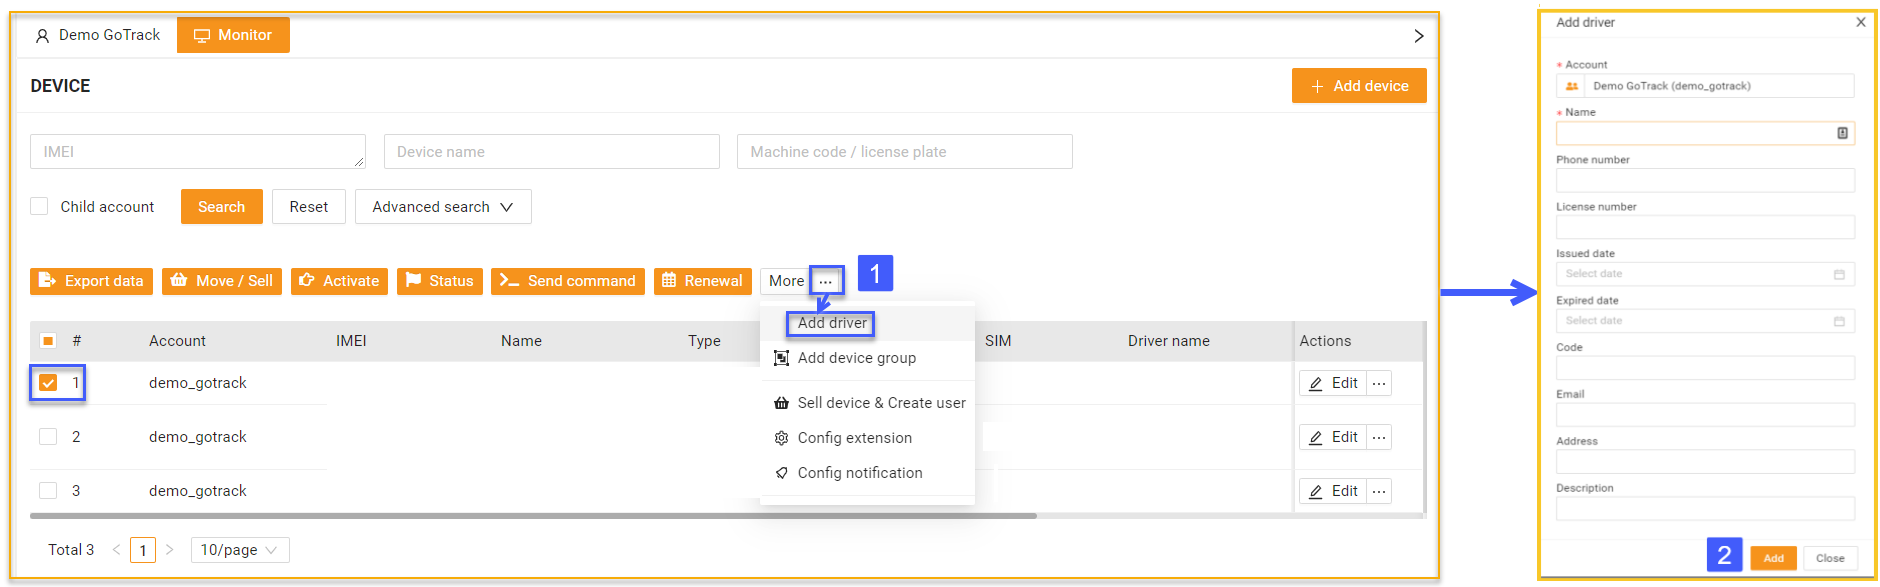 Demo GoTrack Monitor
DEVICE
Add device
IMEI Device name Machine code / license plate
Child account Search Reset Advanced search
Export data Move / Sell Activate Status Send command Renewal More ... 1
Add driver
Add device group
Sell device & Create user
Config extension
Config notification
# Account IMEI Name Type SIM Driver name Actions
1 demo_gotrack Edit ...
2 demo_gotrack Edit ...
3 demo_gotrack Edit ...
Total 3 < 1 > 10/page
Add driver
* Account
Demo GoTrack (demo_gotrack)
* Name
Phone number
License number
Issued date
Select date
Expired date
Select date
Code
Email
Address
Description
2 Add Close